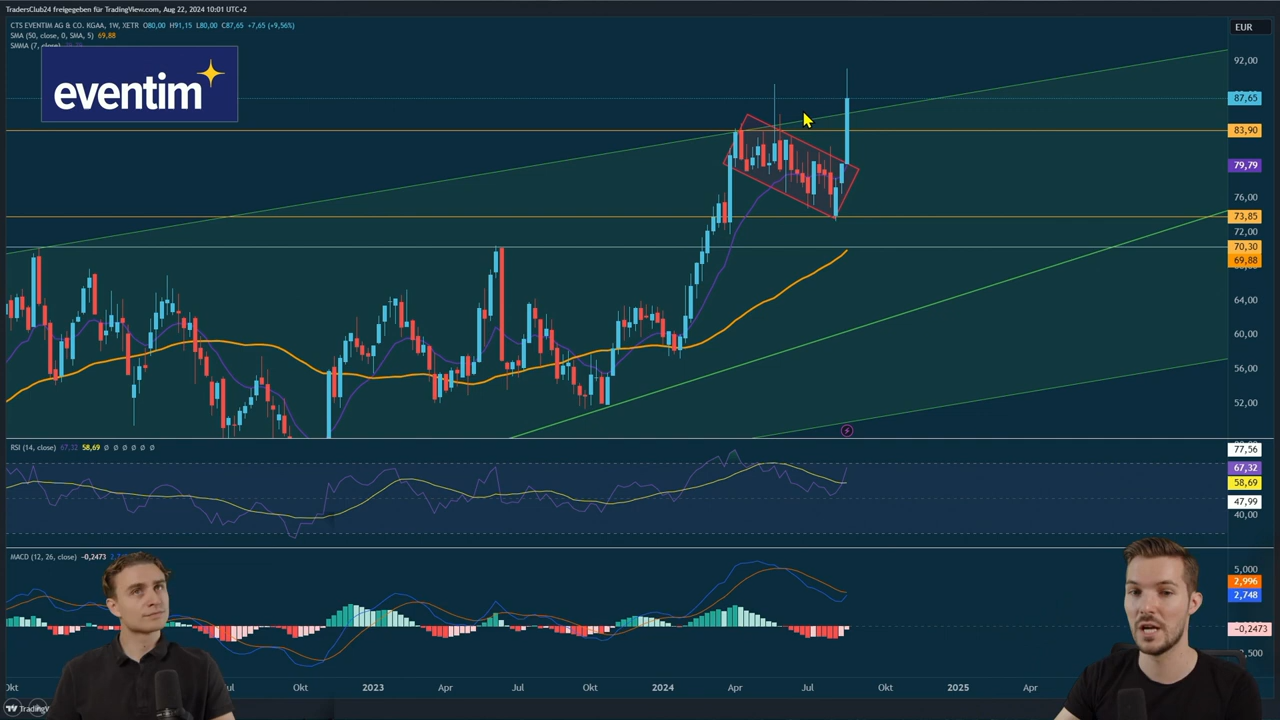 TradersClub24 freigegeben für TradingView.com, Aug 22, 2024 10:01 UTC+2
CTS EVENTIM AG & CO. KGAA, 1W, XETR O80,00 H91,15 L80,00 C87,65 +7,65 (+9,56%)
EUR
SMA (50, close, 0, SMA, 5) 69,88
SMMA (7, close)
eventim
92,00
87,65
83,90
79,79
76,00
73,85
72,00
70,30
69,88
64,00
60,00
56,00
52,00
RSI (14, close) 67,32 58,69 Ø Ø Ø Ø Ø Ø
77,56
67,32
58,69
47,99
40,00
MACD (12, 26, close) -0,2473
5,000
2,996
2,748
-0,2473
Okt 2023 Apr Jul Okt 2024 Apr Jul Okt 2025 Apr